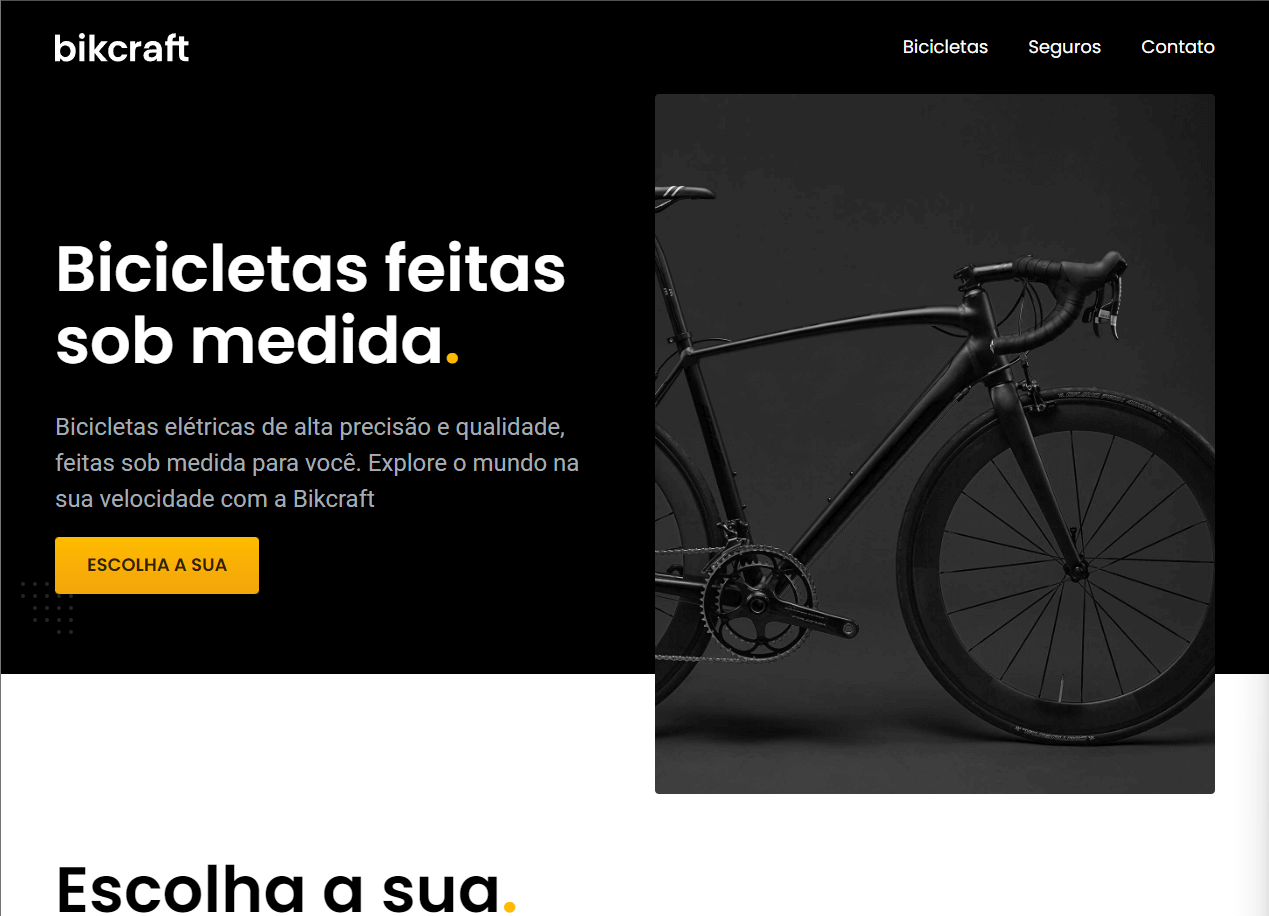 bikcraft
Bicicletas Seguros Contato
Bicicletas feitas
sob medida.
Bicicletas elétricas de alta precisão e qualidade,
feitas sob medida para você. Explore o mundo na
sua velocidade com a Bikcraft
ESCOLHA A SUA
Escolha a sua.